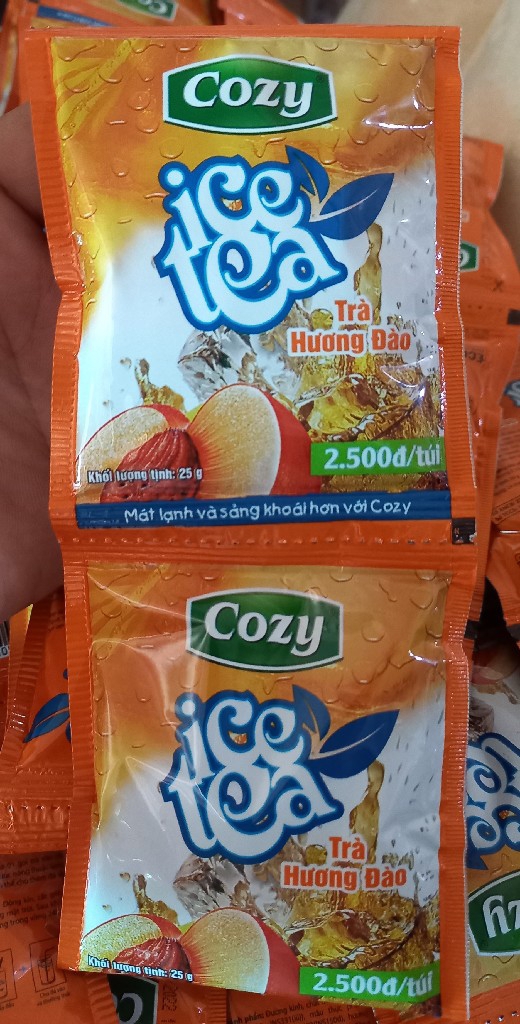 Cozy
ice
tea
Trà
Hương Đào
2.500đ/túi
Khối lượng tịnh: 25 g
Mát lạnh và sảng khoái hơn với Cozy
Cozy
ice
tea
Trà
Hương Đào
Khối lượng tịnh: 25 g
2.500đ/túi